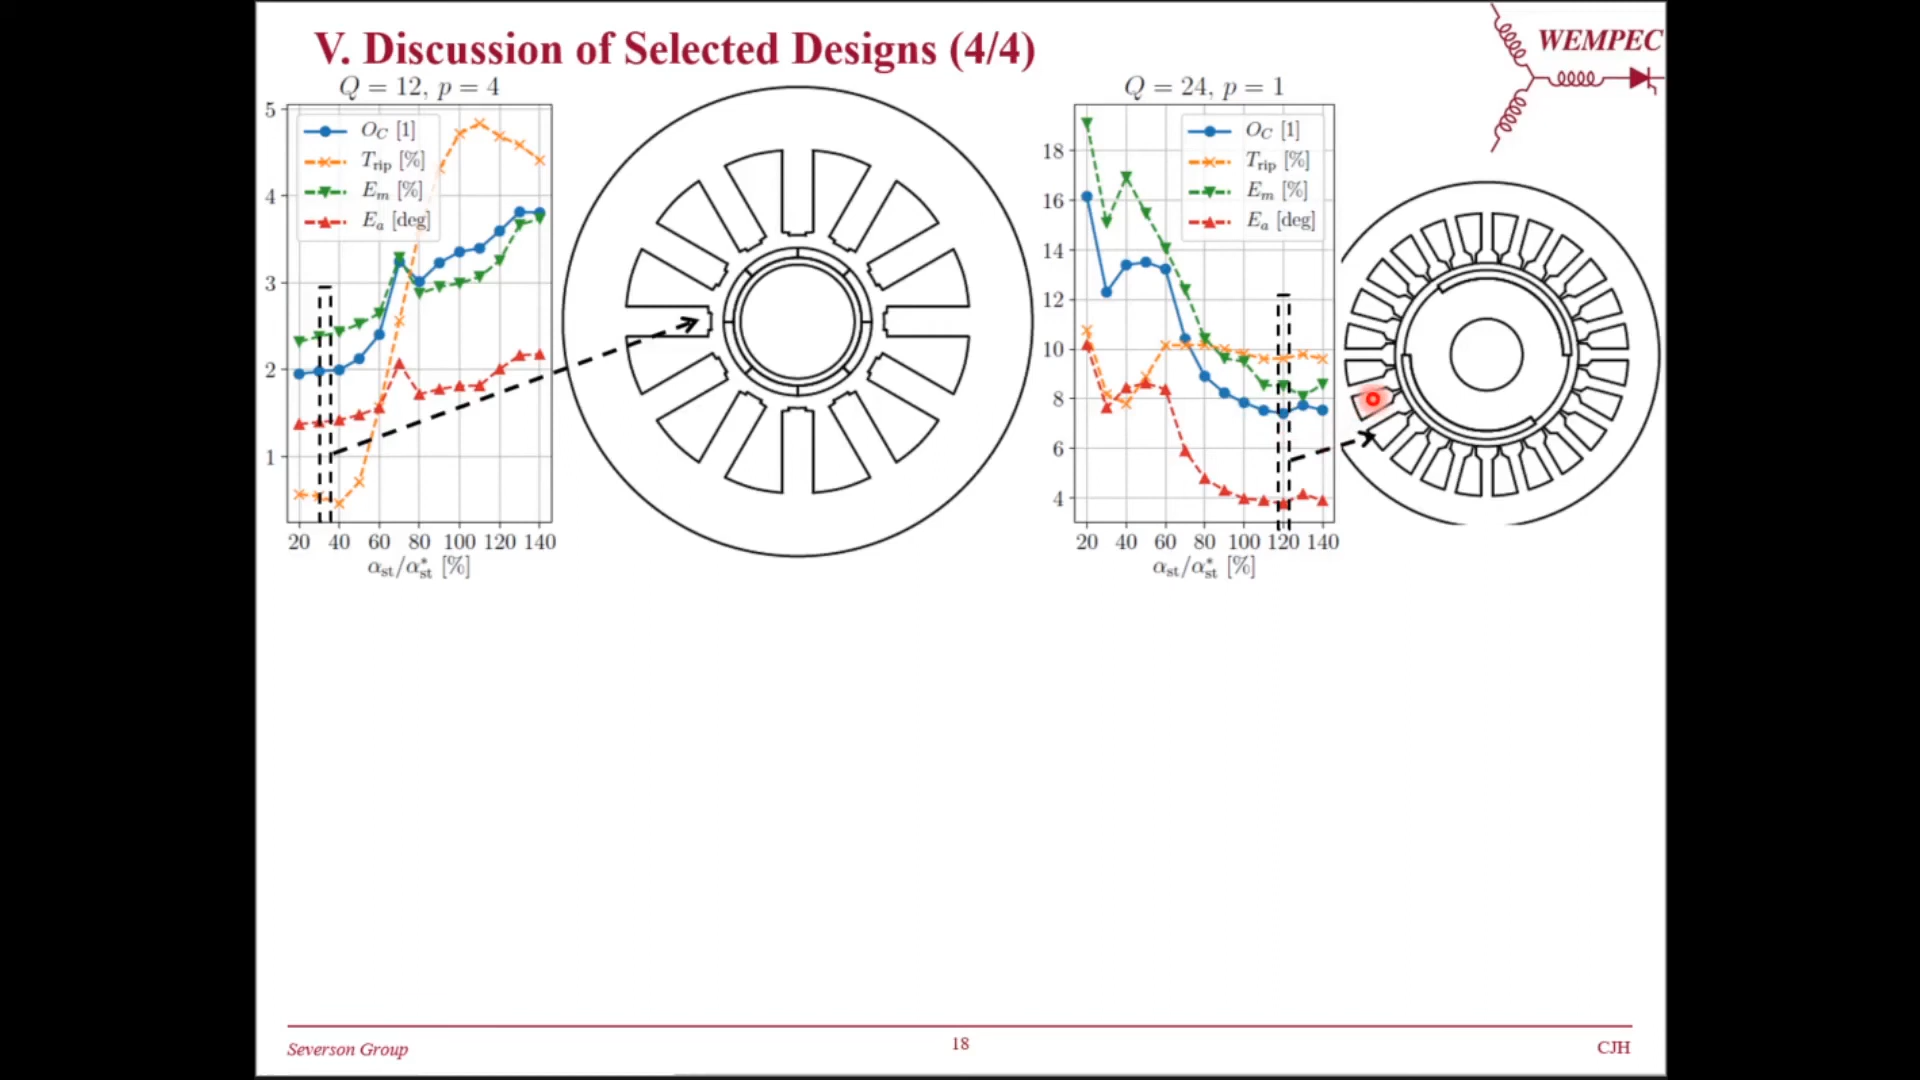 V. Discussion of Selected Designs (4/4)
WEMPEC
Q = 12, p = 4
5
4
3
2
1
O_C [1]
T_rip [%]
E_m [%]
E_a [deg]
20 40 60 80 100 120 140
α_st/α*_st [%]
Q = 24, p = 1
18
16
14
12
10
8
6
4
O_C [1]
T_rip [%]
E_m [%]
E_a [deg]
20 40 60 80 100 120 140
α_st/α*_st [%]
Severson Group
18
CJH